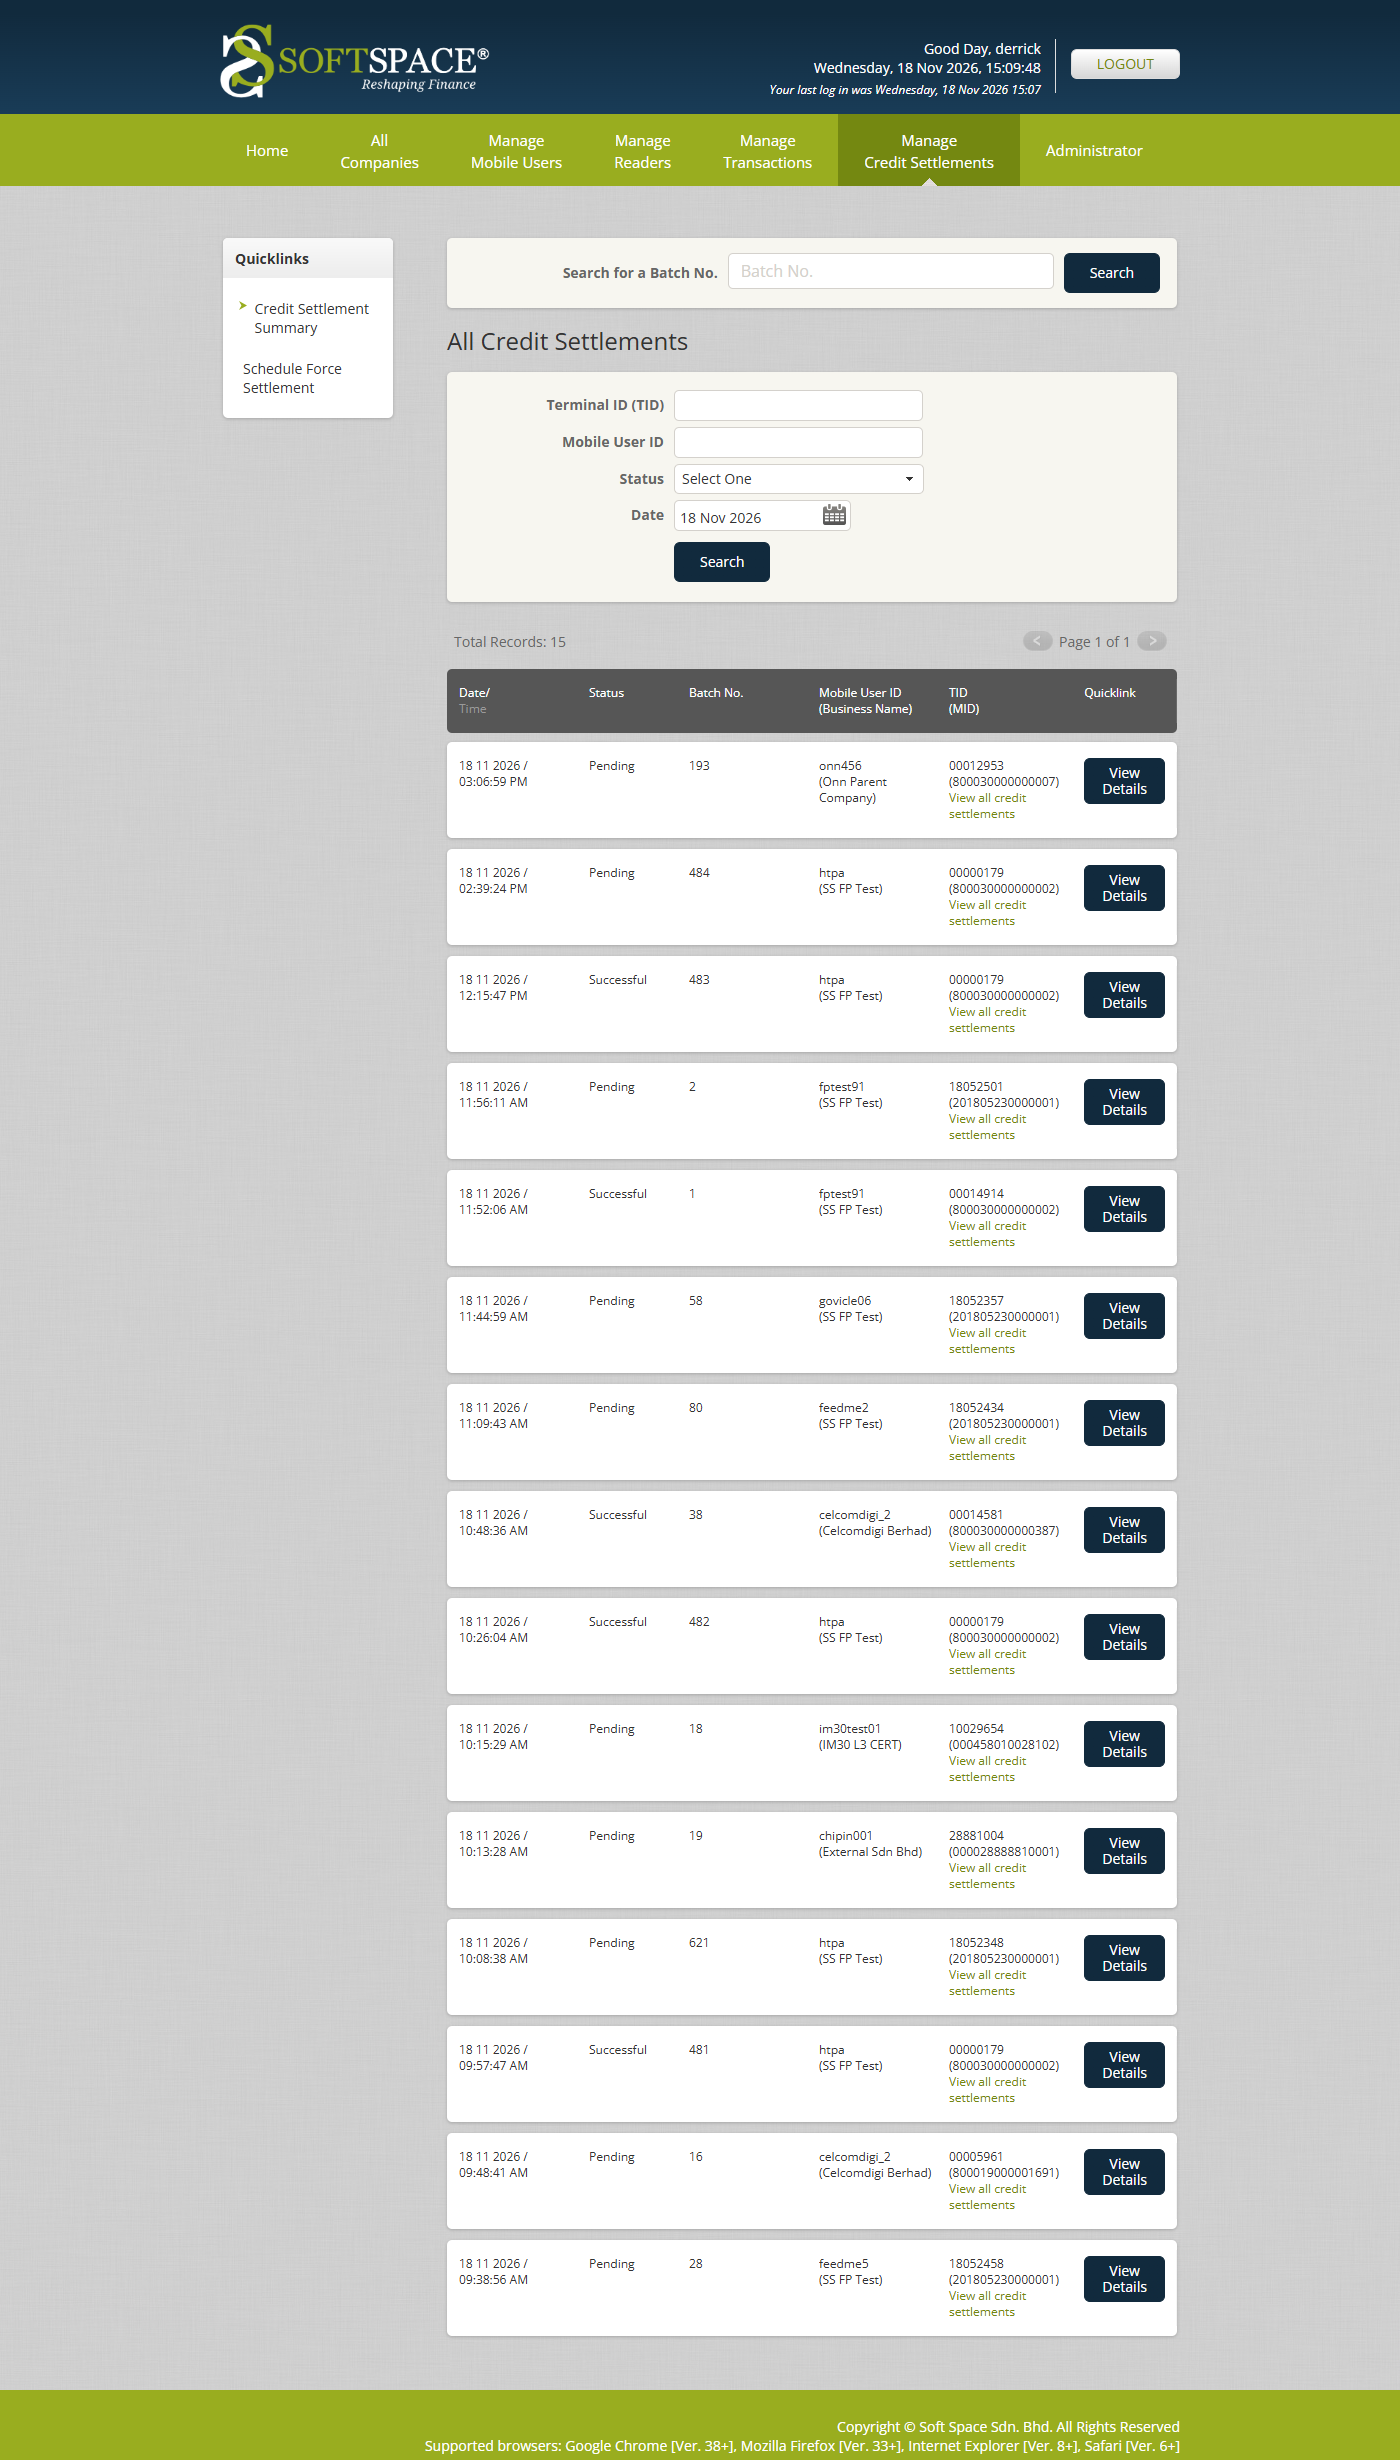 SOFTSPACE®
Reshaping Finance
Good Day, derrick
Wednesday, 18 Nov 2026, 15:09:48
Your last log in was Wednesday, 18 Nov 2026 15:07
LOGOUT
Home
All
Companies
Manage
Mobile Users
Manage
Readers
Manage
Transactions
Manage
Credit Settlements
Administrator
Quicklinks
Credit Settlement
Summary
Schedule Force
Settlement
Search for a Batch No.
Batch No.
Search
All Credit Settlements
Terminal ID (TID)
Mobile User ID
Status
Select One
Date
18 Nov 2026
Search
Total Records: 15
< Page 1 of 1 >
Date/ Status Batch No. Mobile User ID TID Quicklink
Time (Business Name) (MID)
18 11 2026 / Pending 193 onn456 00012953 View
03:06:59 PM (Onn Parent (800030000000007) Details
Company) View all credit
settlements
18 11 2026 / Pending 484 htpa 00000179 View
02:39:24 PM (SS FP Test) (800030000000002) Details
View all credit
settlements
18 11 2026 / Successful 483 htpa 00000179 View
12:15:47 PM (SS FP Test) (800030000000002) Details
View all credit
settlements
18 11 2026 / Pending 2 fptest91 18052501 View
11:56:11 AM (SS FP Test) (201805230000001) Details
View all credit
settlements
18 11 2026 / Successful 1 fptest91 00014914 View
11:52:06 AM (SS FP Test) (800030000000002) Details
View all credit
settlements
18 11 2026 / Pending 58 govicle06 18052357 View
11:44:59 AM (SS FP Test) (201805230000001) Details
View all credit
settlements
18 11 2026 / Pending 80 feedme2 18052434 View
11:09:43 AM (SS FP Test) (201805230000001) Details
View all credit
settlements
18 11 2026 / Successful 38 celcomdigi_2 00014581 View
10:48:36 AM (Celcomdigi Berhad) (800030000000387) Details
View all credit
settlements
18 11 2026 / Successful 482 htpa 00000179 View
10:26:04 AM (SS FP Test) (800030000000002) Details
View all credit
settlements
18 11 2026 / Pending 18 im30test01 10029654 View
10:15:29 AM (IM30 L3 CERT) (000458010028102) Details
View all credit
settlements
18 11 2026 / Pending 19 chipin001 28881004 View
10:13:28 AM (External Sdn Bhd) (000028888810001) Details
View all credit
settlements
18 11 2026 / Pending 621 htpa 18052348 View
10:08:38 AM (SS FP Test) (201805230000001) Details
View all credit
settlements
18 11 2026 / Successful 481 htpa 00000179 View
09:57:47 AM (SS FP Test) (800030000000002) Details
View all credit
settlements
18 11 2026 / Pending 16 celcomdigi_2 00005961 View
09:48:41 AM (Celcomdigi Berhad) (800019000001691) Details
View all credit
settlements
18 11 2026 / Pending 28 feedme5 18052458 View
09:38:56 AM (SS FP Test) (201805230000001) Details
View all credit
settlements
Copyright © Soft Space Sdn. Bhd. All Rights Reserved
Supported browsers: Google Chrome [Ver. 38+], Mozilla Firefox [Ver. 33+], Internet Explorer [Ver. 8+], Safari [Ver. 6+]